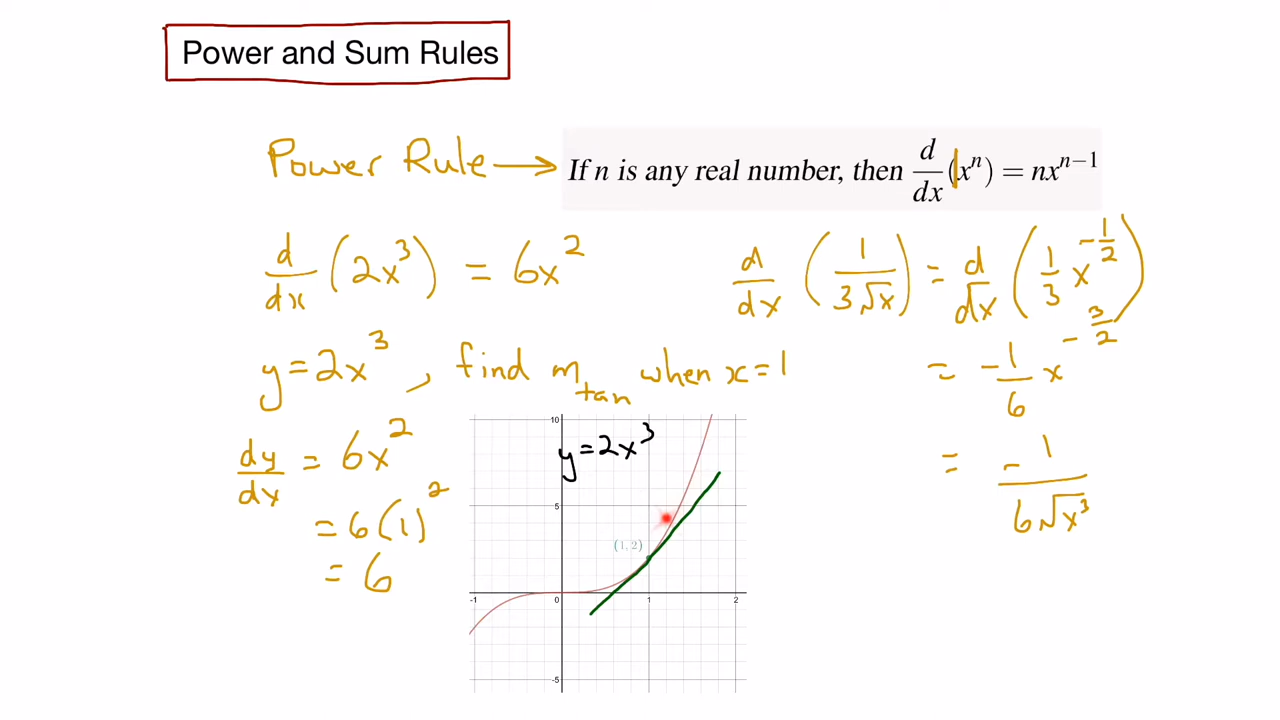 Power and Sum Rules
Power Rule → If n is any real number, then d/dx (x^n) = nx^(n−1)
d/dx (2x^3) = 6x^2
d/dx (1/(3√x)) = d/dx (1/3 x^(-1/2))
y=2x^3, find m_tan when x=1
= -1/6 x^(-3/2)
dy/dx = 6x^2
= -1/(6√x^3)
= 6(1)^2
= 6
y=2x^3
10
5
(1, 2)
-1 0 1 2
-5